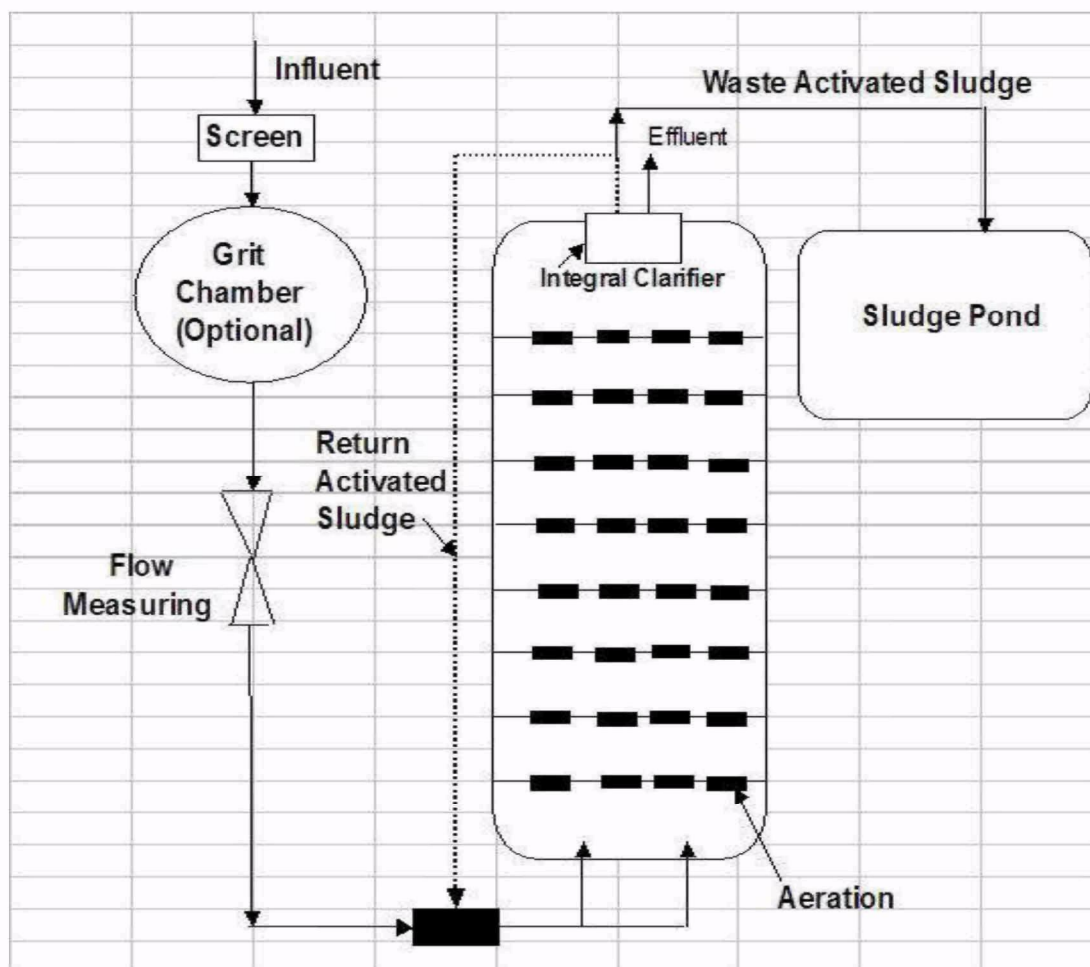 Influent
Screen
Grit
Chamber
(Optional)
Flow
Measuring
Return
Activated
Sludge
Waste Activated Sludge
Effluent
Integral Clarifier
Sludge Pond
Aeration